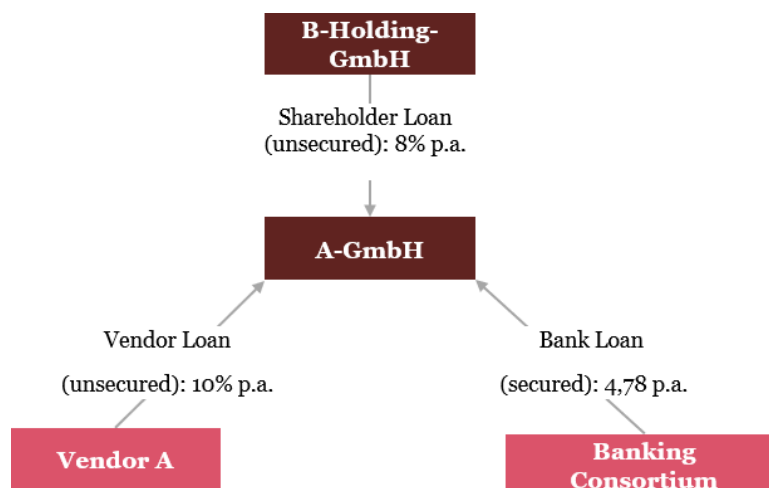 B-Holding-
GmbH
Shareholder Loan
(unsecured): 8% p.a.
A-GmbH
Vendor Loan
(unsecured): 10% p.a.
Bank Loan
(secured): 4,78 p.a.
Vendor A
Banking
Consortium